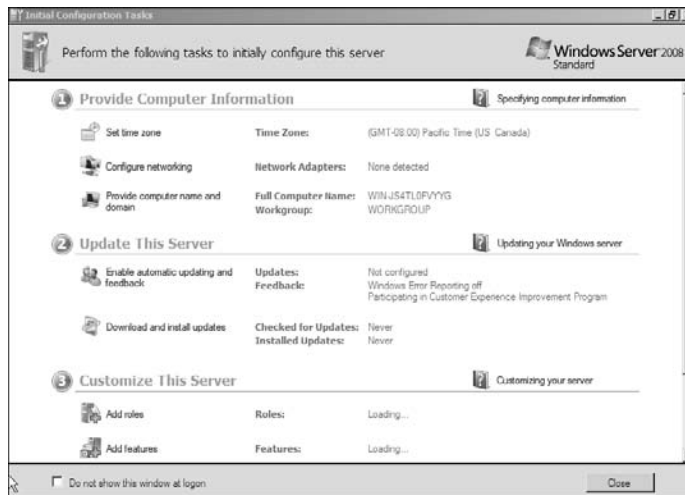 Initial Configuration Tasks
Perform the following tasks to initially configure this server
Windows Server 2008
Standard
1 Provide Computer Information
Specifying computer information
Set time zone
Time Zone:
(GMT-08:00) Pacific Time (US Canada)
Configure networking
Network Adapters:
None detected
Provide computer name and
domain
Full Computer Name:
WIN-JS4TL0FVYYG
Workgroup:
WORKGROUP
2 Update This Server
Updating your Windows server
Enable automatic updating and
feedback
Updates:
Not configured
Feedback:
Windows Error Reporting off
Participating in Customer Experience Improvement Program
Download and install updates
Checked for Updates:
Never
Installed Updates:
Never
3 Customize This Server
Customizing your server
Add roles
Roles:
Loading...
Add features
Features:
Loading...
Do not show this window at logon
Close